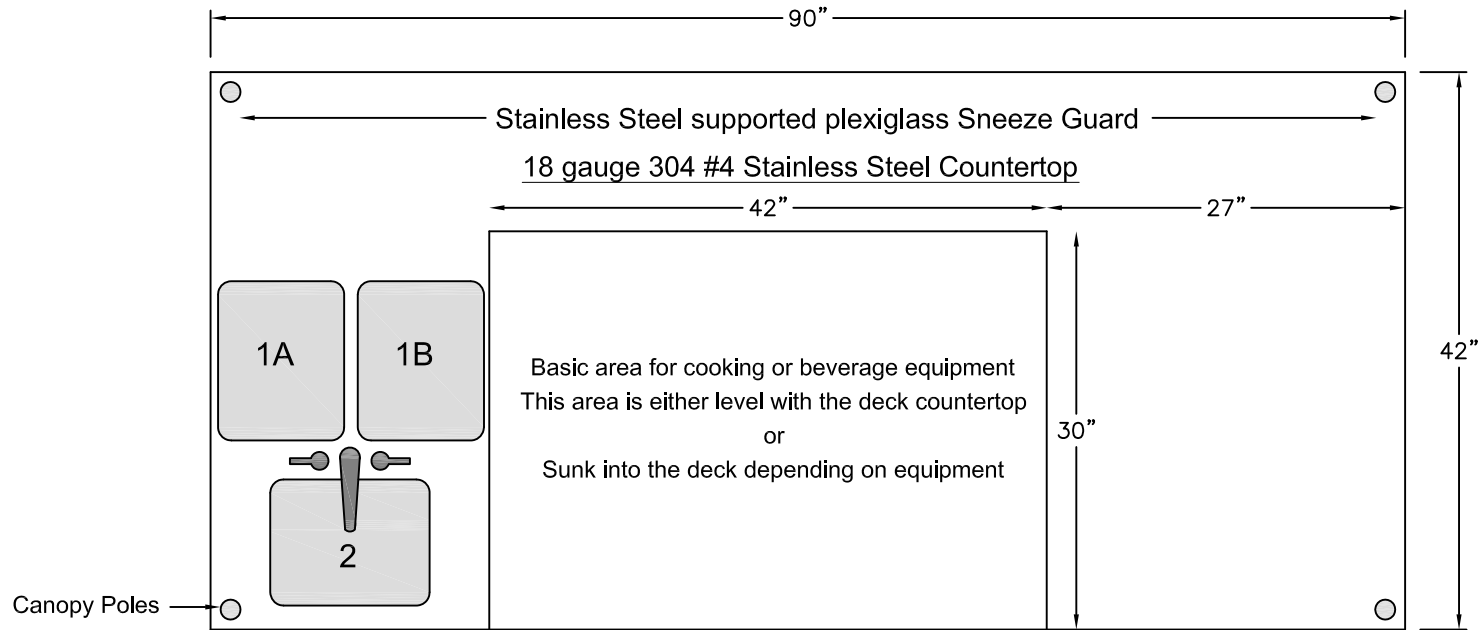 90”
Stainless Steel supported plexiglass Sneeze Guard
18 gauge 304 #4 Stainless Steel Countertop
42”
27”
1A
1B
Basic area for cooking or beverage equipment
This area is either level with the deck countertop
or
Sunk into the deck depending on equipment
30”
42”
2
Canopy Poles